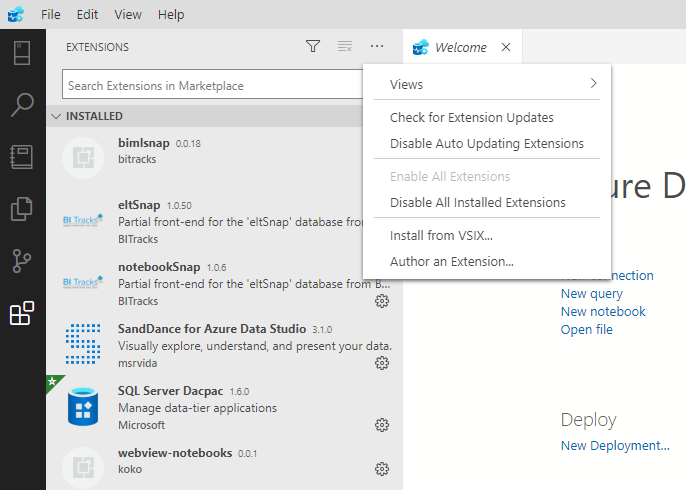 File Edit View Help
EXTENSIONS
Welcome
Search Extensions in Marketplace
INSTALLED
bimlsnap 0.0.18
bitracks
eltSnap 1.0.50
BI Tracks
Partial front-end for the 'eltSnap' database from
BITracks
notebookSnap 1.0.6
BI Tracks
Partial front-end for the 'eltSnap' database from B...
BITracks
SandDance for Azure Data Studio 3.1.0
Visually explore, understand, and present your data.
msrvida
SQL Server Dacpac 1.6.0
Manage data-tier applications
Microsoft
webview-notebooks 0.0.1
koko
Views
Check for Extension Updates
Disable Auto Updating Extensions
Enable All Extensions
Disable All Installed Extensions
Install from VSIX...
Author an Extension...
ure D
connection
New query
New notebook
Open file
Deploy
New Deployment...